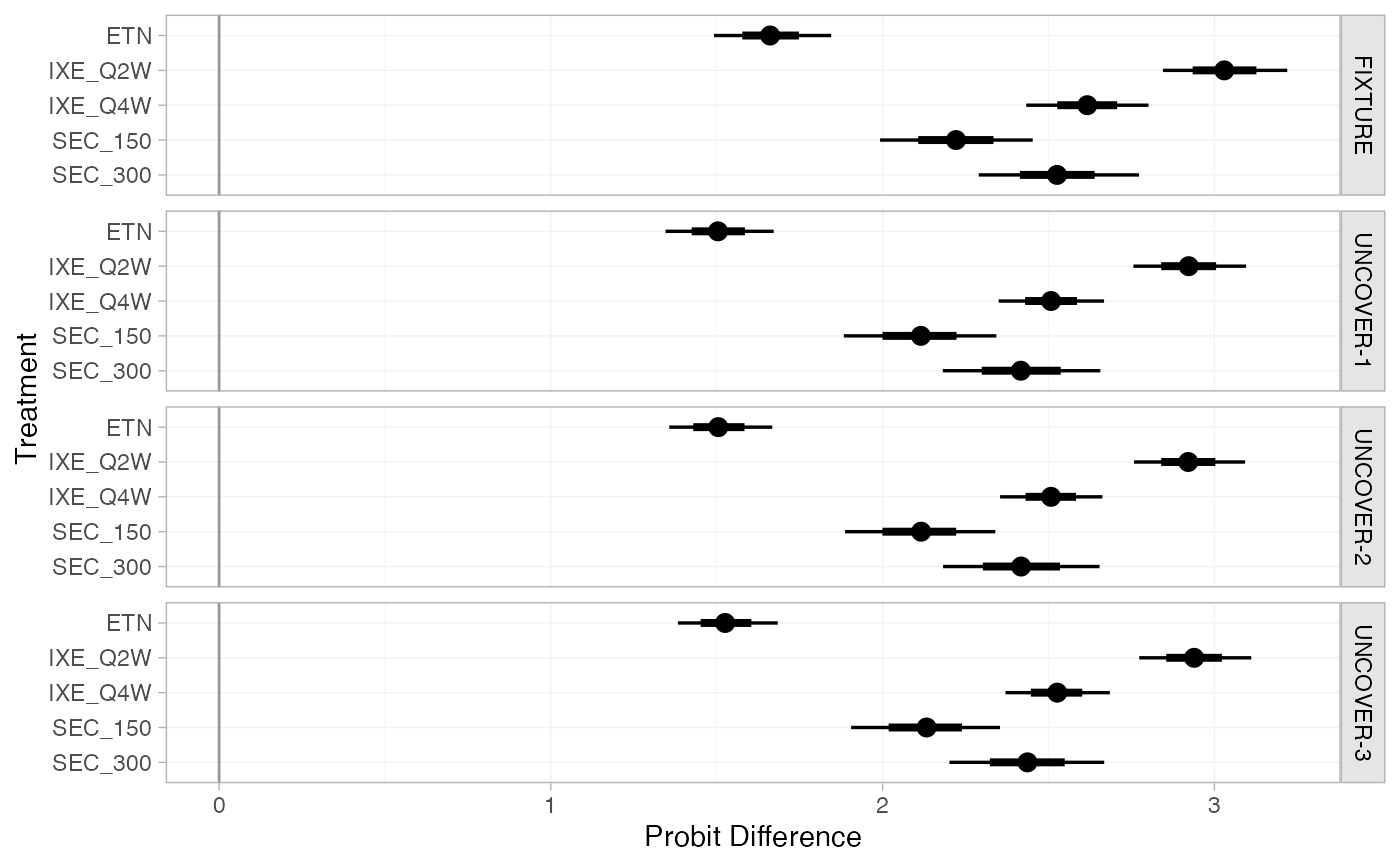 ETN
IXE_Q2W
IXE_Q4W
SEC_150
SEC_300
FIXTURE
ETN
IXE_Q2W
IXE_Q4W
SEC_150
SEC_300
UNCOVER-1
ETN
IXE_Q2W
IXE_Q4W
SEC_150
SEC_300
UNCOVER-2
ETN
IXE_Q2W
IXE_Q4W
SEC_150
SEC_300
UNCOVER-3
Treatment
0 1 2 3
Probit Difference